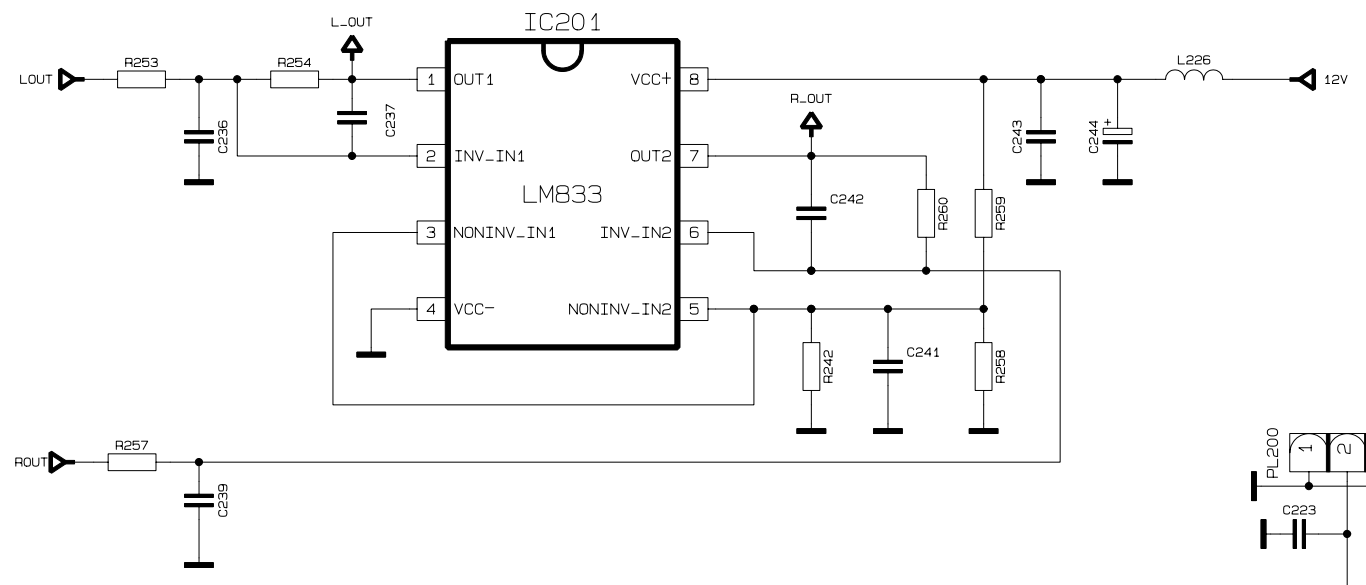 IC201
L_OUT
LOUT
R253
R254
C236
C237
1 OUT1
2 INV_IN1
3 NONINV_IN1
4 VCC-
LM833
VCC+ 8
OUT2 7
INV_IN2 6
NONINV_IN2 5
R_OUT
C242
R260
R259
C243
+
C244
L226
12V
R242
C241
R258
ROUT
R257
C239
PL200
1
2
C223